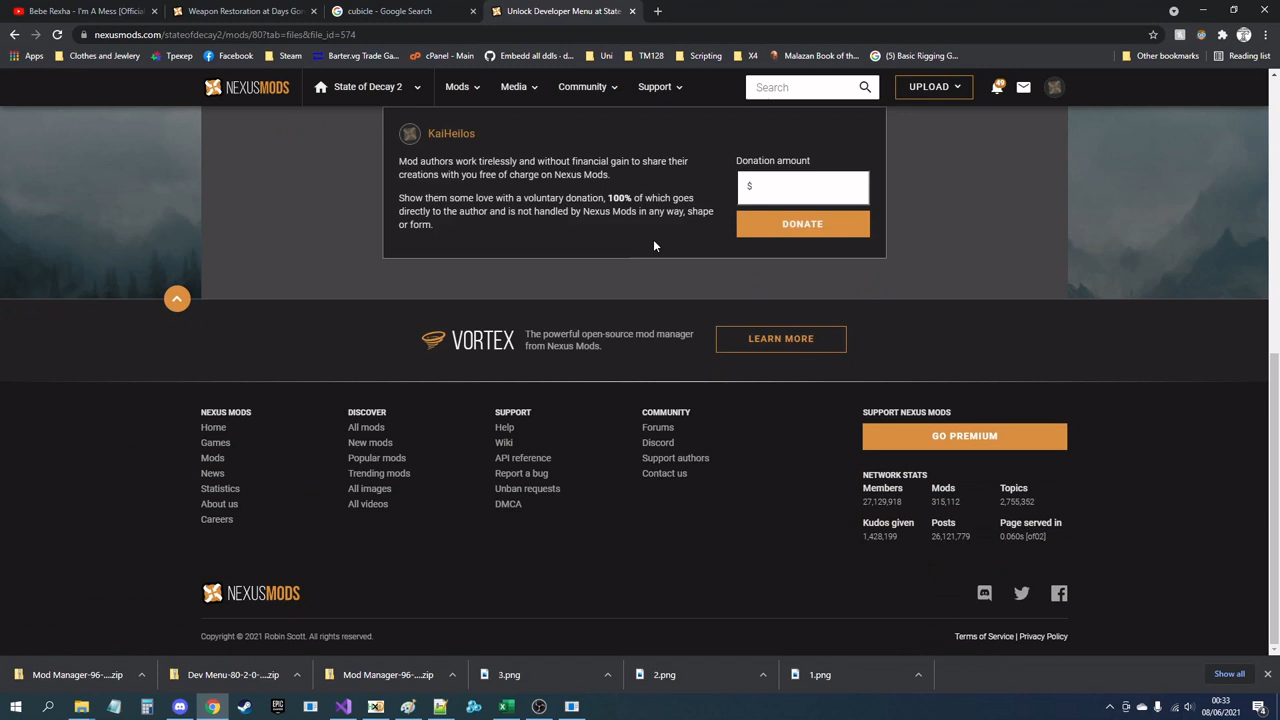 Bebe Rexha - I'm A Mess [Official
Weapon Restoration at Days Gon
cubicle - Google Search
Unlock Developer Menu at State
nexusmods.com/stateofdecay2/mods/80?tab=files&file_id=574
Apps
Clothes and Items
Трекер
Facebook
Steam
Barter.vg Trade Ga...
cPanel - Main
Embedd all ddls · d...
Uni
TM128
Scripting
X4
Malazan Book of the...
(5) Basic Rigging G...
Other bookmarks
Reading list
NEXUSMODS
State of Decay 2
Mods
Media
Community
Support
Search
UPLOAD
49
KaiHeilos
Mod authors work tirelessly and without financial gain to share their
creations with you free of charge on Nexus Mods.
Show them some love with a voluntary donation, 100% of which goes
directly to the author and is not handled by Nexus Mods in any way, shape
or form.
Donation amount
$
DONATE
VORTEX
The powerful open-source mod manager
from Nexus Mods.
LEARN MORE
NEXUS MODS
Home
Games
Mods
News
Statistics
About us
Careers
DISCOVER
All mods
New mods
Popular mods
Trending mods
All images
All videos
SUPPORT
Help
Wiki
API reference
Report a bug
Unban requests
DMCA
COMMUNITY
Forums
Discord
Support authors
Contact us
SUPPORT NEXUS MODS
GO PREMIUM
NETWORK STATS
Members
27,129,918
Mods
315,112
Topics
2,755,352
Kudos given
1,428,199
Posts
26,121,779
Page served in
0.060s [of02]
NEXUSMODS
Copyright © 2021 Robin Scott. All rights reserved.
Terms of Service | Privacy Policy
Mod Manager-96-....zip
Dev Menu-80-2-0-....zip
Mod Manager-96-....zip
3.png
2.png
1.png
Show all
EPIC
00:33
08/06/2021